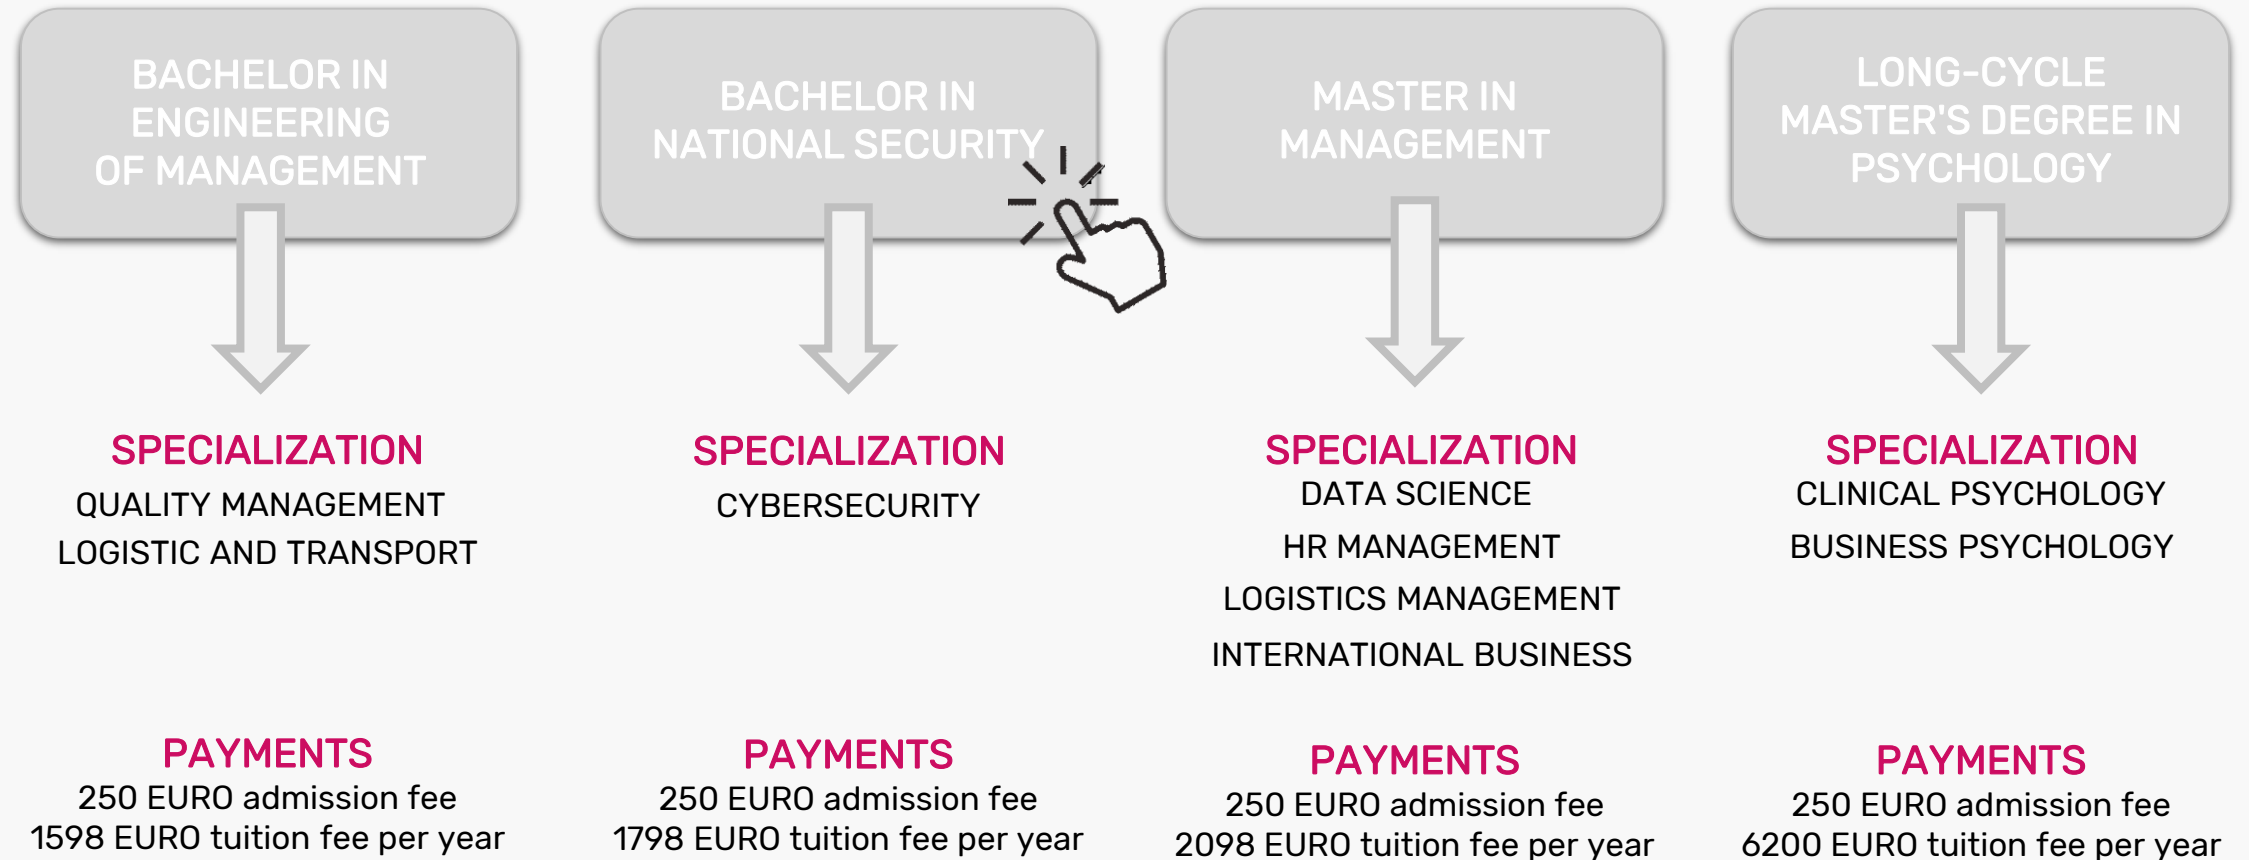 BACHELOR IN
ENGINEERING
OF MANAGEMENT
SPECIALIZATION
QUALITY MANAGEMENT
LOGISTIC AND TRANSPORT
PAYMENTS
250 EURO admission fee
1598 EURO tuition fee per year
BACHELOR IN
NATIONAL SECURITY
SPECIALIZATION
CYBERSECURITY
PAYMENTS
250 EURO admission fee
1798 EURO tuition fee per year
MASTER IN
MANAGEMENT
SPECIALIZATION
DATA SCIENCE
HR MANAGEMENT
LOGISTICS MANAGEMENT
INTERNATIONAL BUSINESS
PAYMENTS
250 EURO admission fee
2098 EURO tuition fee per year
LONG-CYCLE
MASTER'S DEGREE IN
PSYCHOLOGY
SPECIALIZATION
CLINICAL PSYCHOLOGY
BUSINESS PSYCHOLOGY
PAYMENTS
250 EURO admission fee
6200 EURO tuition fee per year